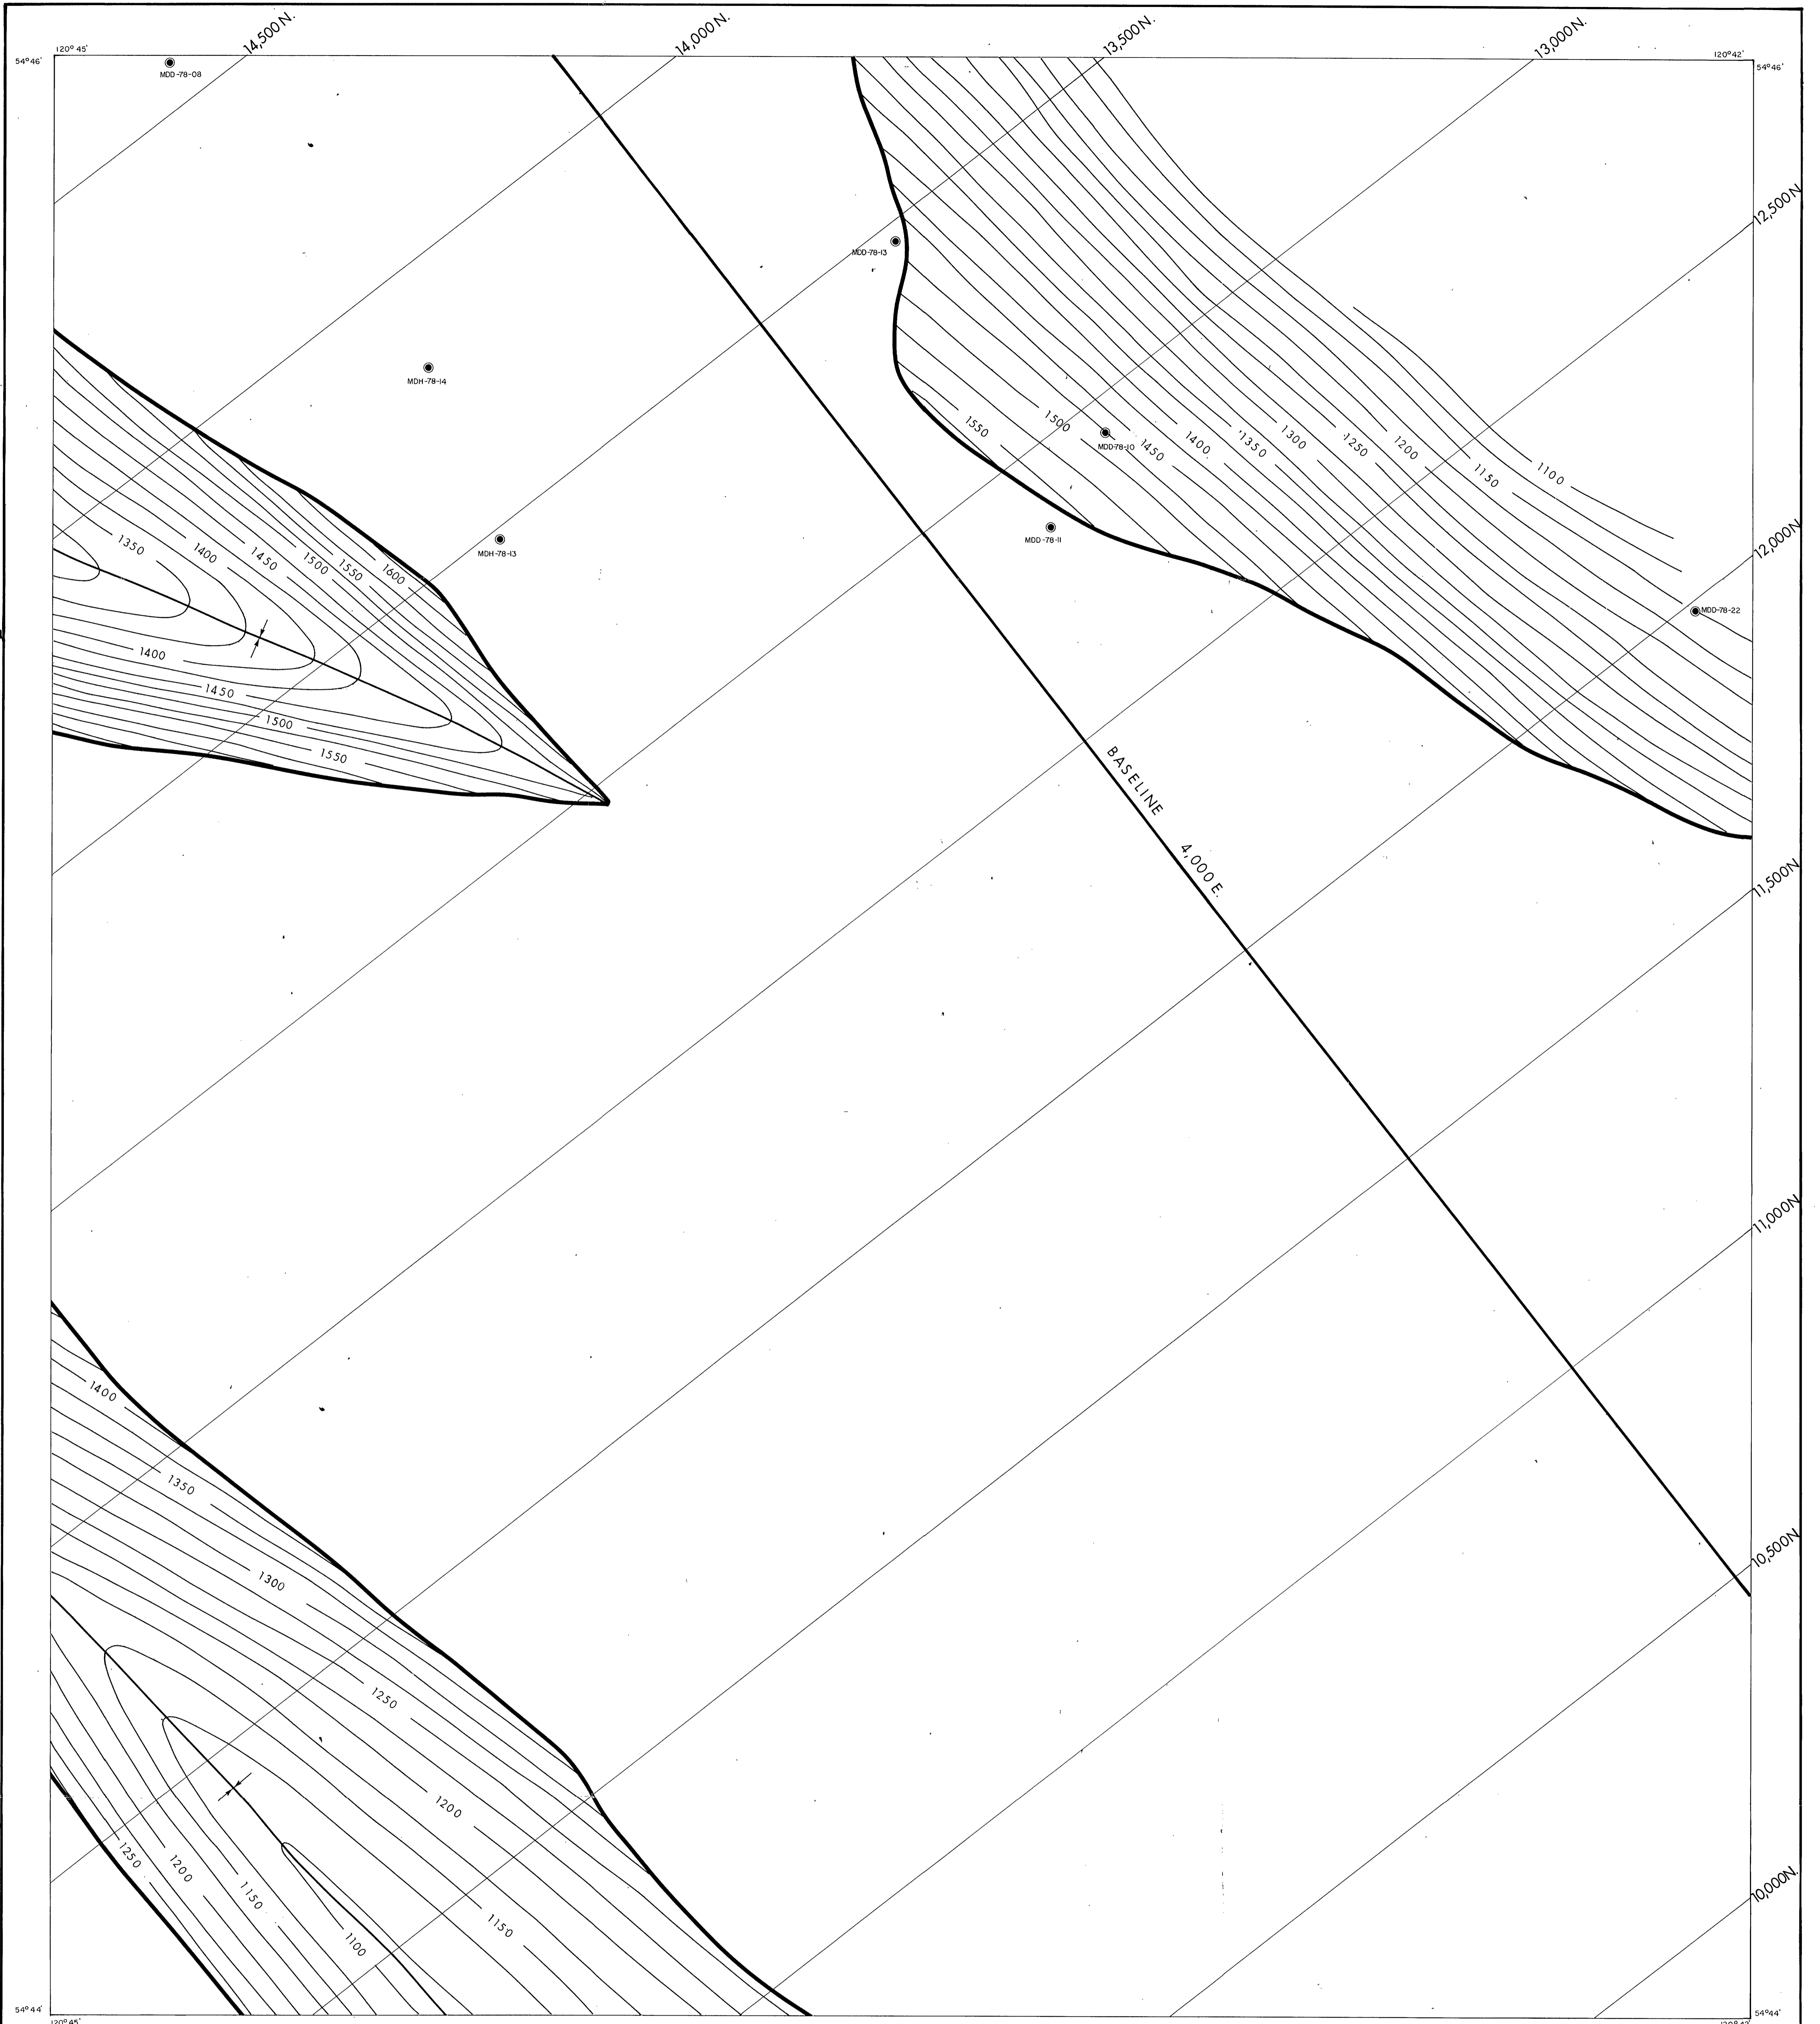 14,500 N.
14,000 N.
13,500 N.
13,000 N.
120° 45'
120° 42'
54° 46'
54° 46'
MDD-78-08
12,500 N.
MDD-78-13
MDH-78-14
1550
1500
MDD-78-10
1450
1400
1350
1300
1250
1200
1150
1100
MDD-78-11
MDH-78-13
12,000 N.
1350
1400
1450
1500
1550
1600
MDD-78-22
1400
1450
1500
1550
BASELINE 4,000 E.
11,500 N.
11,000 N.
1400
1350
10,500 N.
1300
1250
1200
1250
1200
1150
1100
1150
10,000 N.
54° 44'
54° 44'
120° 45'